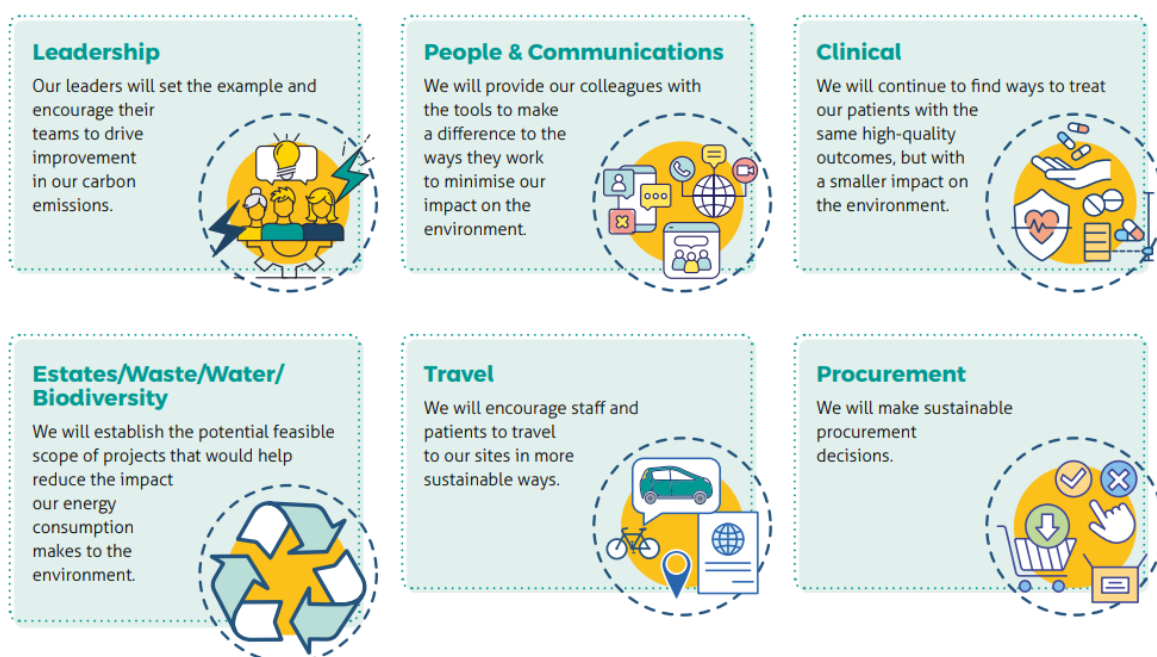 Leadership
Our leaders will set the example and
encourage their
teams to drive
improvement
in our carbon
emissions.
People & Communications
We will provide our colleagues with
the tools to make
a difference to the
ways they work
to minimise our
impact on the
environment.
Clinical
We will continue to find ways to treat
our patients with the
same high-quality
outcomes, but with
a smaller impact on
the environment.
Estates/Waste/Water/
Biodiversity
We will establish the potential feasible
scope of projects that would help
reduce the impact
our energy
consumption
makes to the
environment.
Travel
We will encourage staff and
patients to travel
to our sites in more
sustainable ways.
Procurement
We will make sustainable
procurement
decisions.